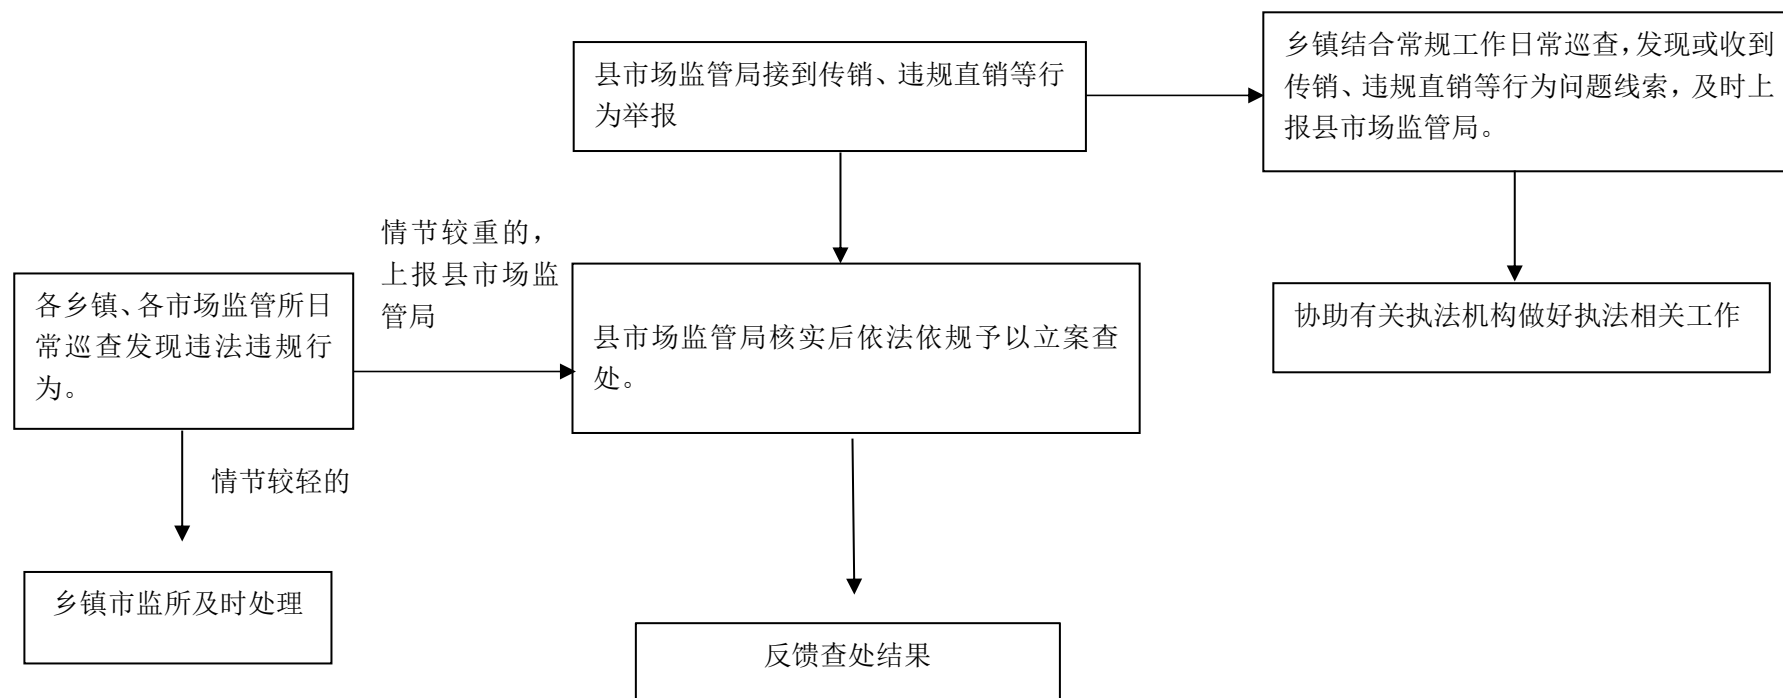 县市场监管局接到传销、违规直销等行
为举报
乡镇结合常规工作日常巡查,发现或收到
传销、违规直销等行为问题线索,及时上
报县市场监管局。
情节较重的,
上报县市场监
管局
各乡镇、各市场监管所日
常巡查发现违法违规行
为。
县市场监管局核实后依法依规予以立案查
处。
协助有关执法机构做好执法相关工作
情节较轻的
乡镇市监所及时处理
反馈查处结果